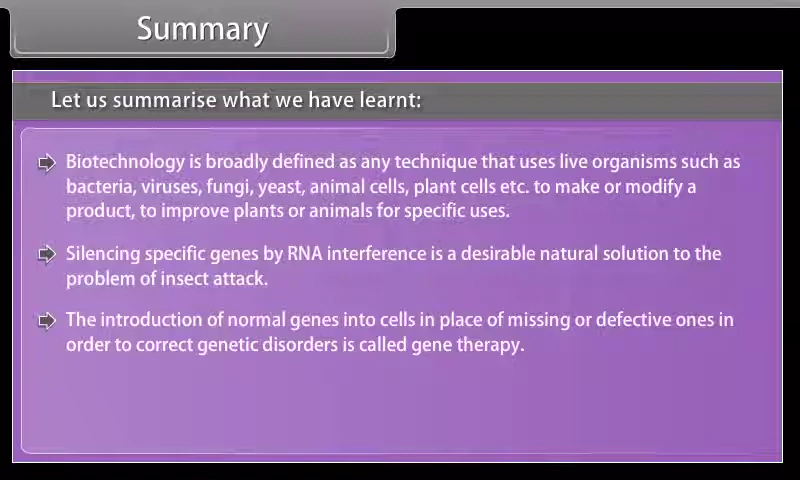 Summary
Let us summarise what we have learnt:
Biotechnology is broadly defined as any technique that uses live organisms such as
bacteria, viruses, fungi, yeast, animal cells, plant cells etc. to make or modify a
product, to improve plants or animals for specific uses.
Silencing specific genes by RNA interference is a desirable natural solution to the
problem of insect attack.
The introduction of normal genes into cells in place of missing or defective ones in
order to correct genetic disorders is called gene therapy.